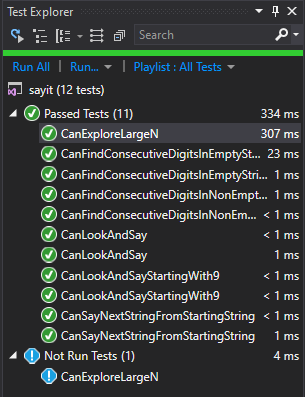 Test Explorer
Search
Run All | Run... | Playlist : All Tests
sayit (12 tests)
Passed Tests (11) 334 ms
CanExploreLargeN 307 ms
CanFindConsecutiveDigitsInEmptySt... 23 ms
CanFindConsecutiveDigitsInEmptyStri... 1 ms
CanFindConsecutiveDigitsInNonEmpt... 1 ms
CanFindConsecutiveDigitsInNonEm... < 1 ms
CanLookAndSay < 1 ms
CanLookAndSay 1 ms
CanLookAndSayStartingWith9 < 1 ms
CanLookAndSayStartingWith9 < 1 ms
CanSayNextStringFromStartingString < 1 ms
CanSayNextStringFromStartingString 1 ms
Not Run Tests (1) 4 ms
CanExploreLargeN